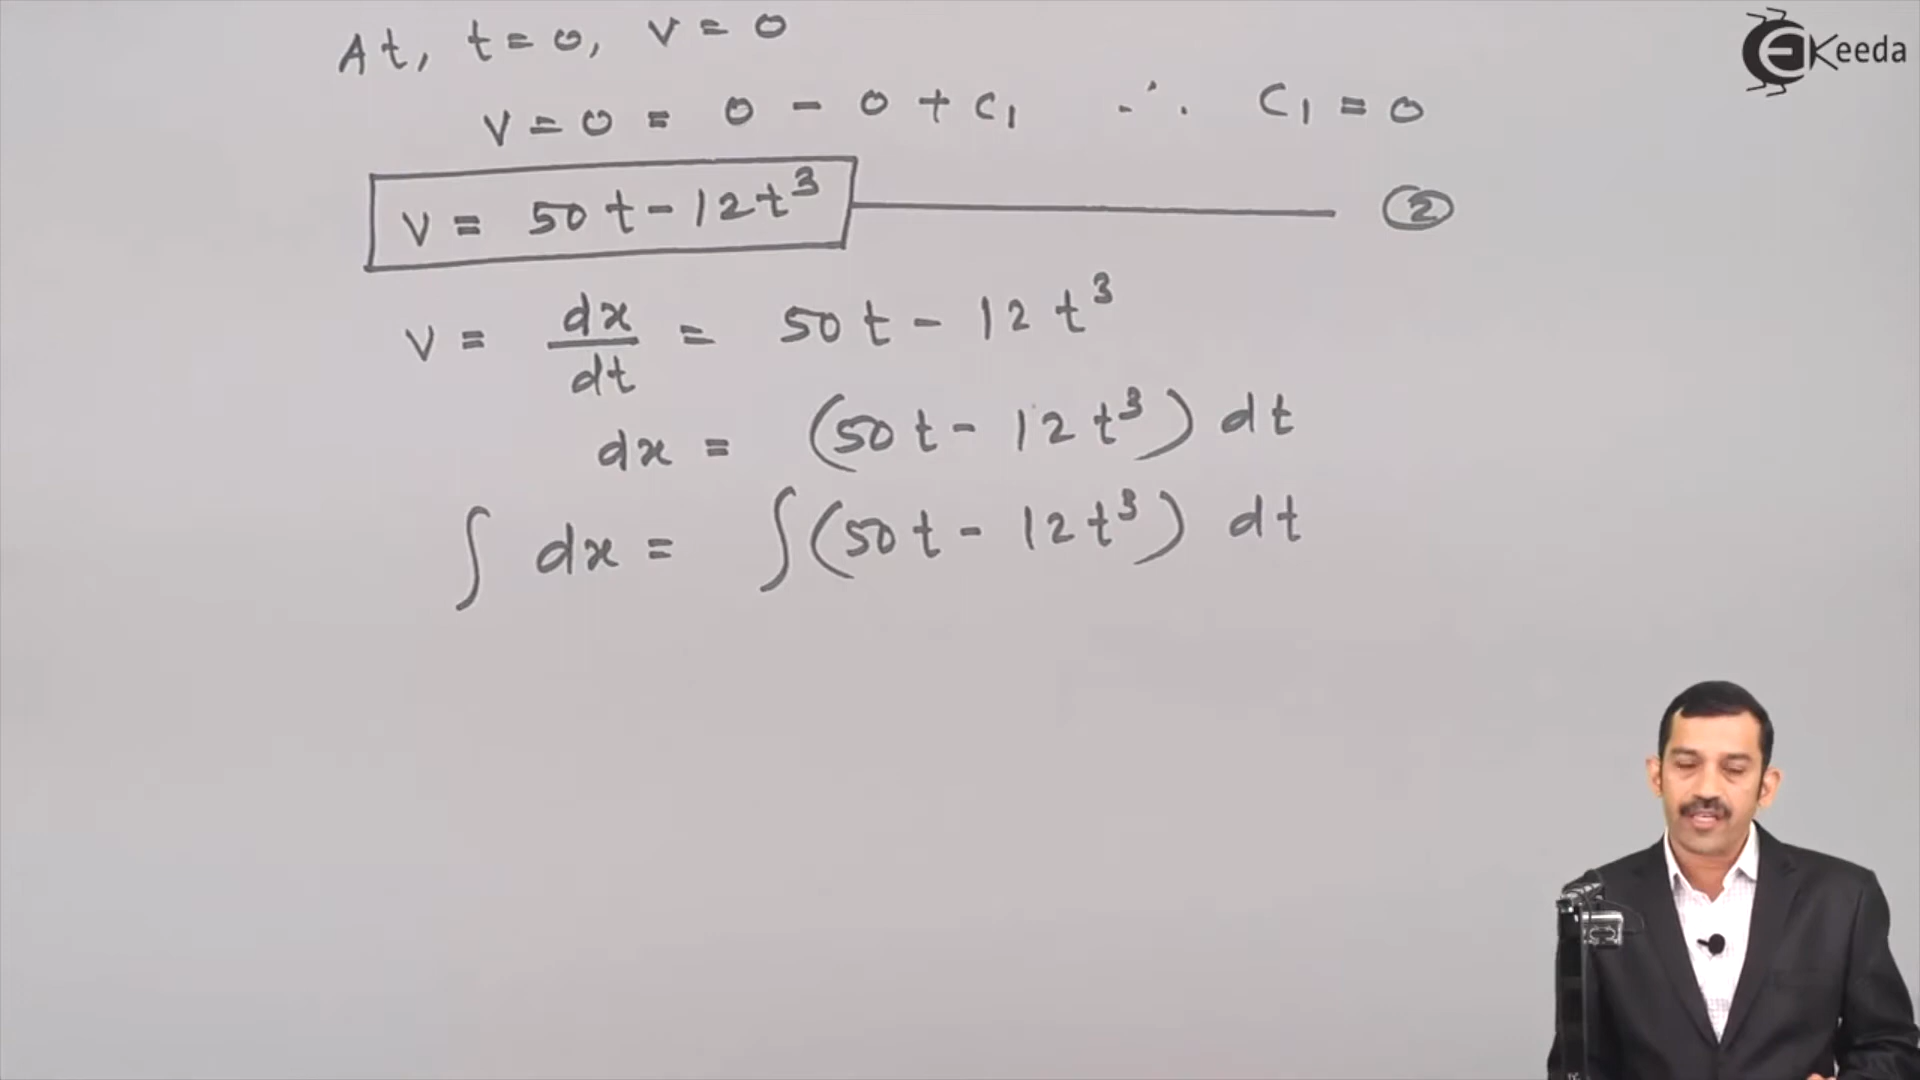 At, t = 0, v = 0
v = 0 = 0 - 0 + c₁ ∴ C₁ = 0
v = 50t - 12t³ ②
v = dx/dt = 50t - 12t³
dx = (50t - 12t³) dt
∫ dx = ∫(50t - 12t³) dt
EKeeda